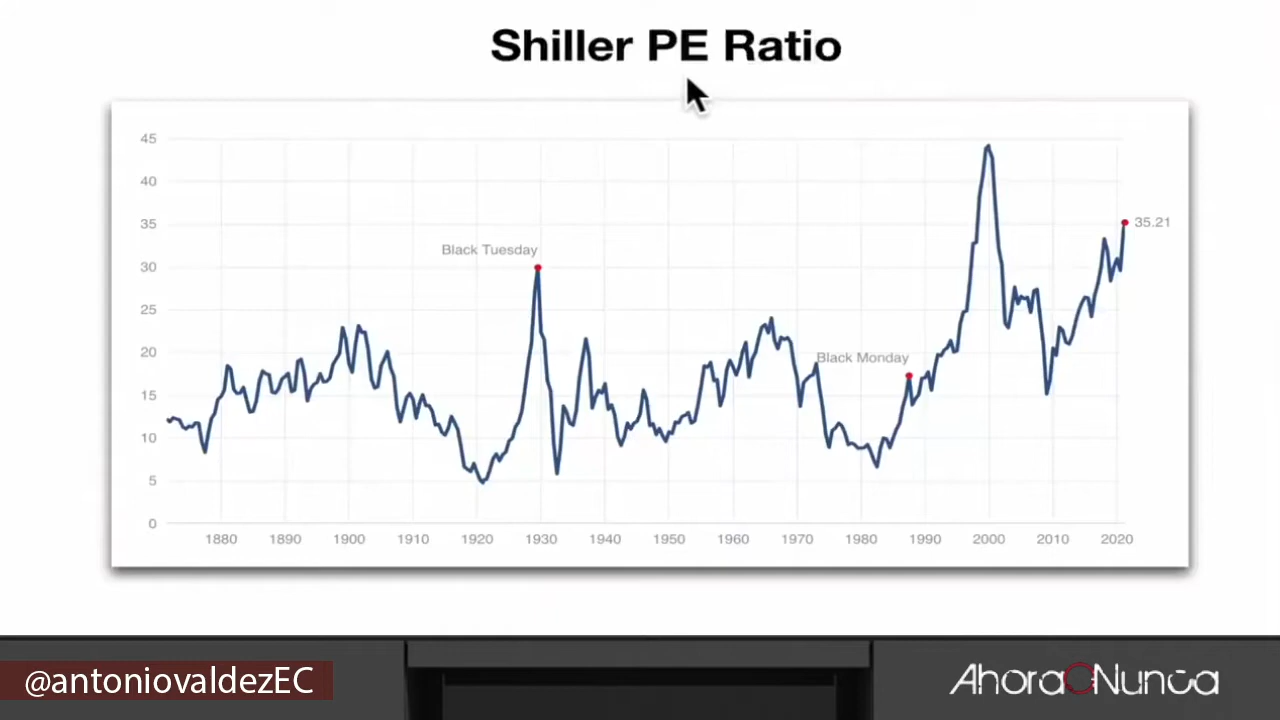 Shiller PE Ratio
45
40
35
30
25
20
15
10
5
0
Black Tuesday
Black Monday
35.21
1880 1890 1900 1910 1920 1930 1940 1950 1960 1970 1980 1990 2000 2010 2020
@antoniovaldezEC
AhoraONunca